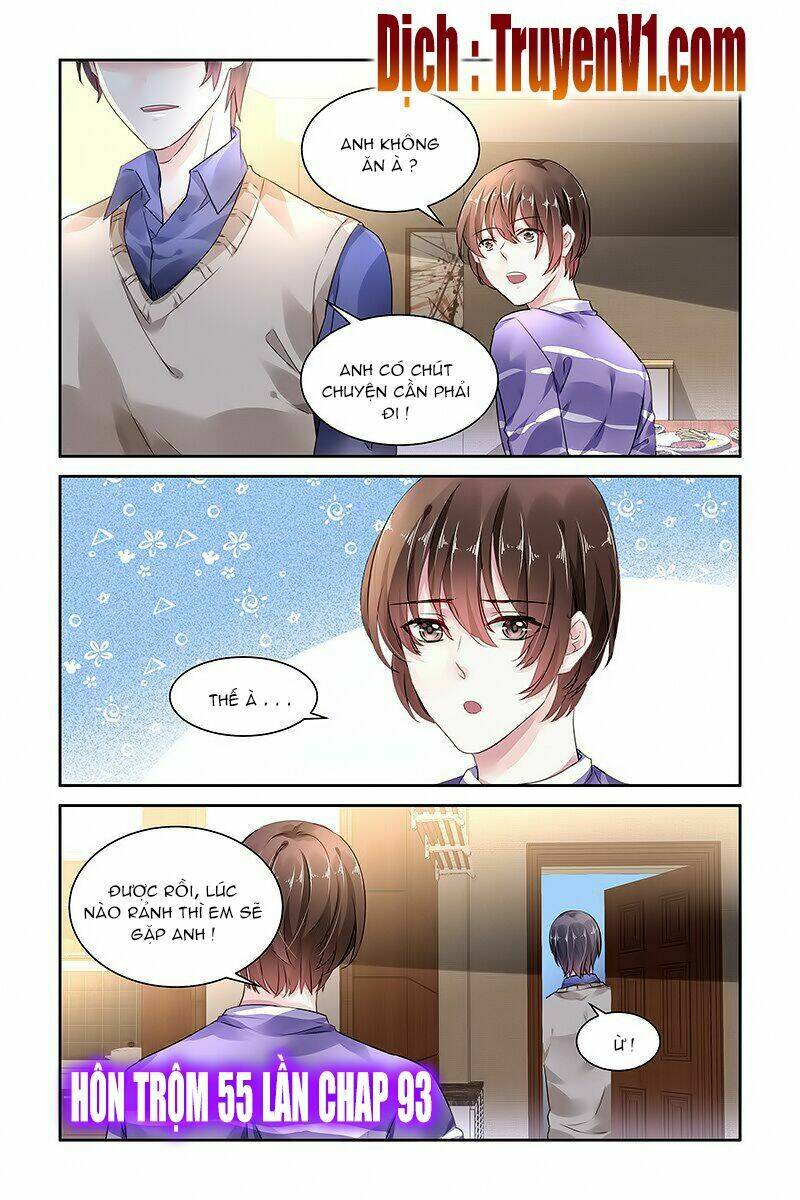 Dịch : TruyenV1.com
ANH KHÔNG
ĂN À ?
ANH CÓ CHÚT
CHUYỆN CẦN PHẢI
ĐI !
THẾ À . . .
ĐƯỢC RỒI, LÚC
NÀO RẢNH THÌ EM SẼ
GẶP ANH !
Ừ !
HÔN TRỘM 55 LẦN CHAP 93